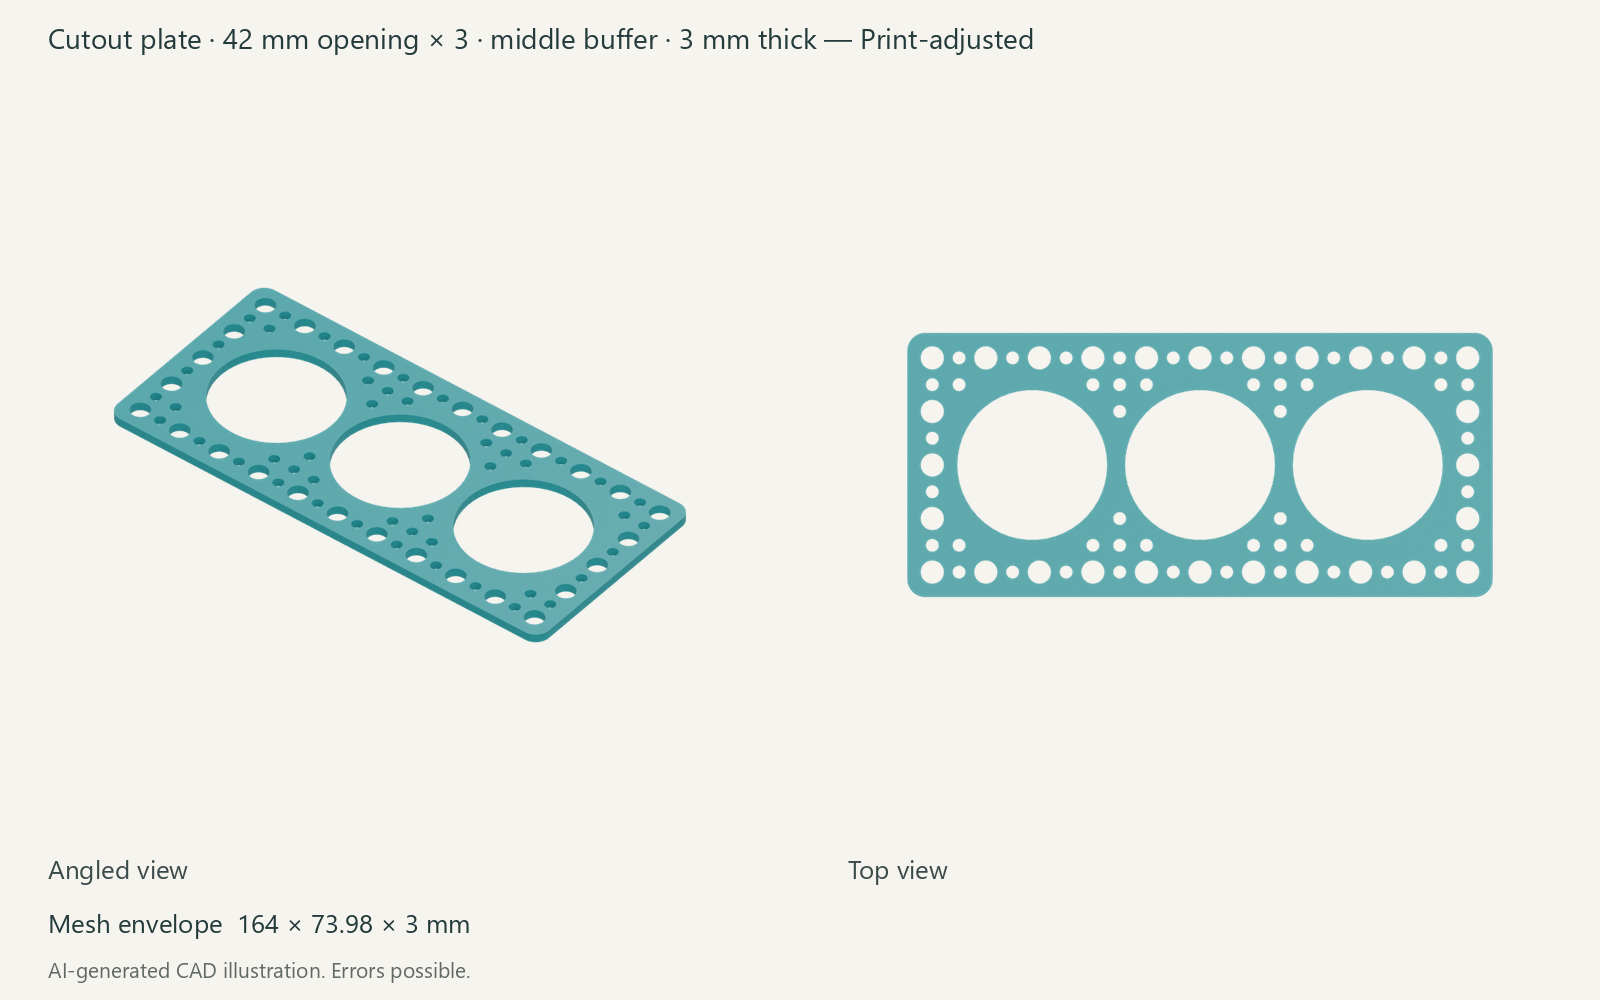 Cutout plate · 42 mm opening × 3 · middle buffer · 3 mm thick — Print-adjusted
Angled view
Top view
Mesh envelope 164 × 73.98 × 3 mm
AI-generated CAD illustration. Errors possible.